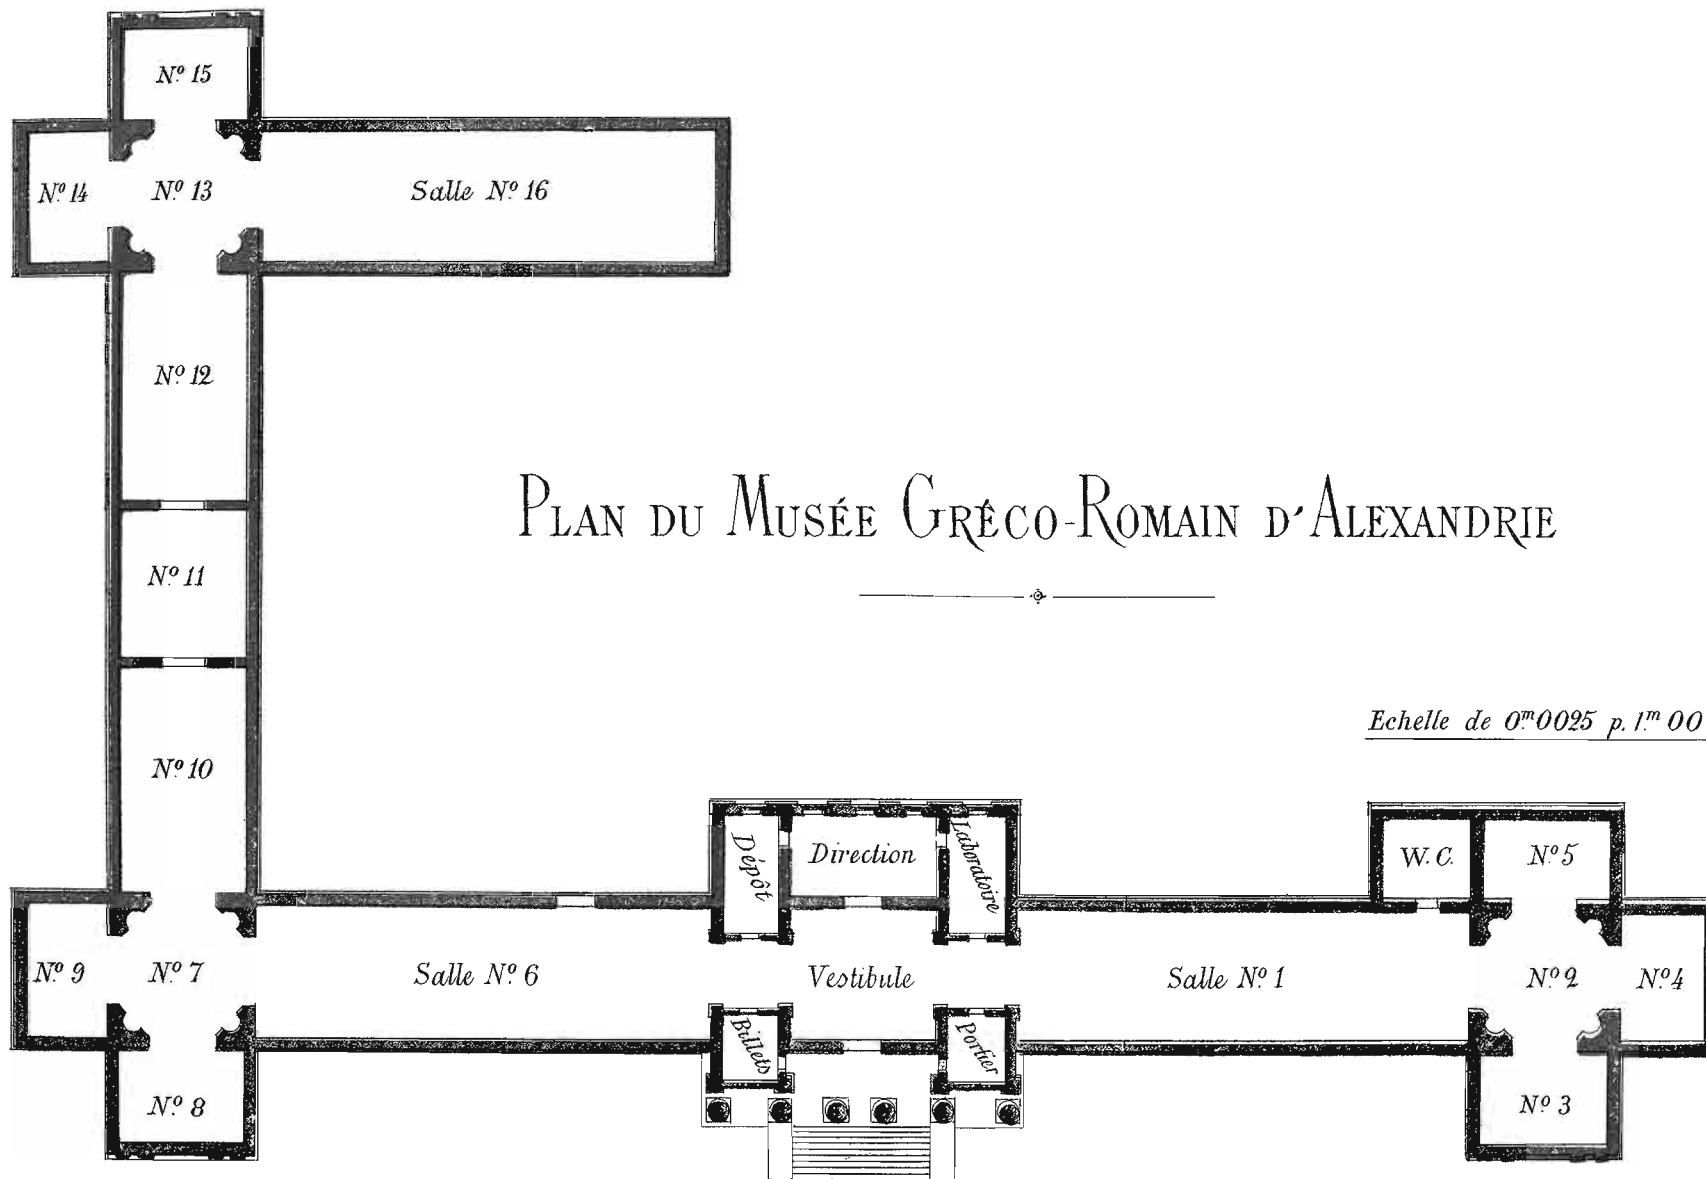 Nº 15
Nº 14
Nº 13
Salle Nº 16
Nº 12
PLAN DU MUSÉE GRÉCO-ROMAIN D'ALEXANDRIE
Nº 11
Echelle de 0m0025 p. 1m 00
Nº 10
Dépôt
Direction
Laboratoire
W. C.
Nº 5
Nº 9
Nº 7
Salle Nº 6
Vestibule
Salle Nº 1
Nº 2
Nº 4
Billets
Portier
Nº 8
Nº 3